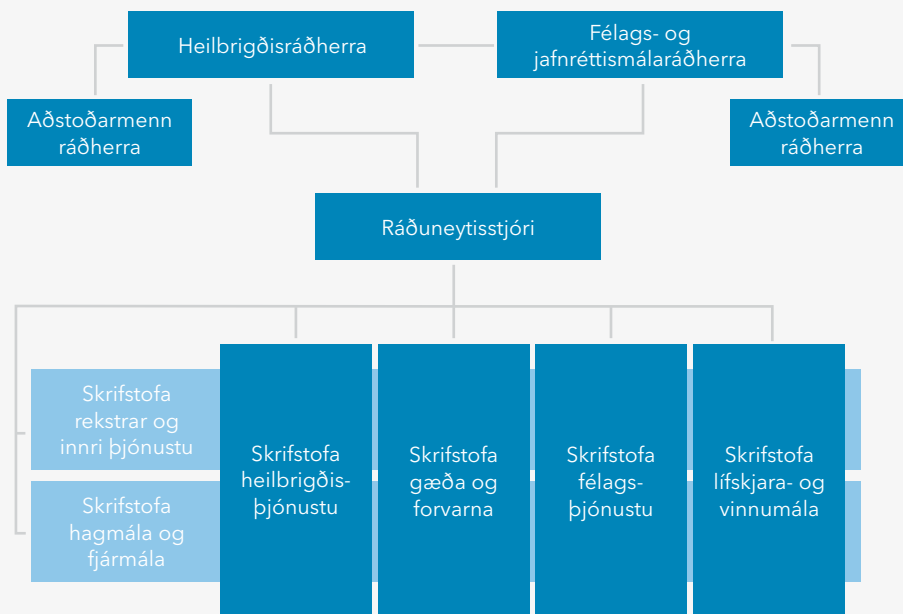 Heilbrigðisráðherra
Félags- og
jafnréttismálaráðherra
Aðstoðarmenn
ráðherra
Aðstoðarmenn
ráðherra
Ráðuneytisstjóri
Skrifstofa
rekstrar og
innri þjónustu
Skrifstofa
hagmála og
fjármála
Skrifstofa
heilbrigðis-
þjónustu
Skrifstofa
gæða og
forvarna
Skrifstofa
félags-
þjónustu
Skrifstofa
lífskjara- og
vinnumála